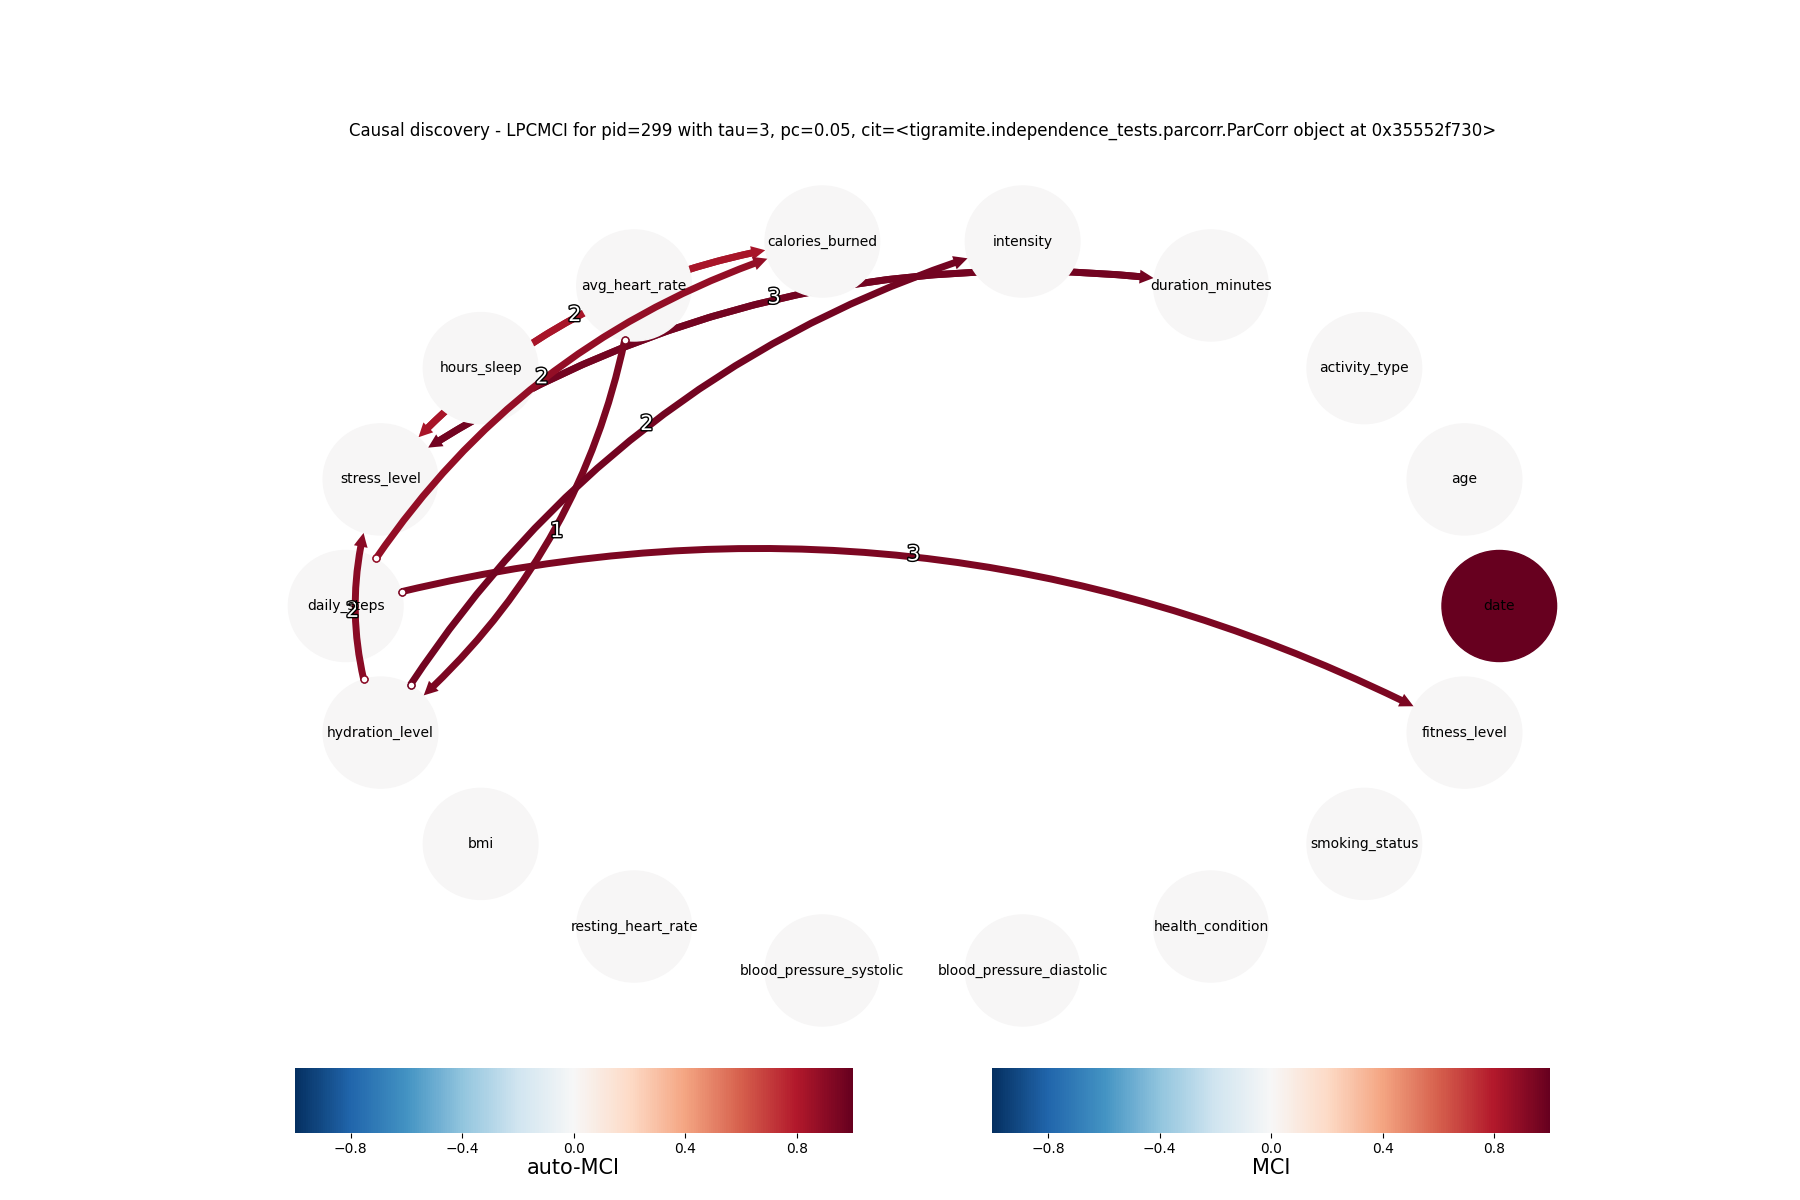 Causal discovery - LPCMCI for pid=299 with tau=3, pc=0.05, cit=<tigramite.independence_tests.parcorr.ParCorr object at 0x35552f730>
calories_burned
intensity
avg_heart_rate
duration_minutes
3
2
hours_sleep
activity_type
2
2
stress_level
age
1
3
daily_steps
2
date
hydration_level
fitness_level
bmi
smoking_status
resting_heart_rate
health_condition
blood_pressure_systolic
blood_pressure_diastolic
−0.8
−0.4
0.0
0.4
0.8
auto-MCI
−0.8
−0.4
0.0
0.4
0.8
MCI